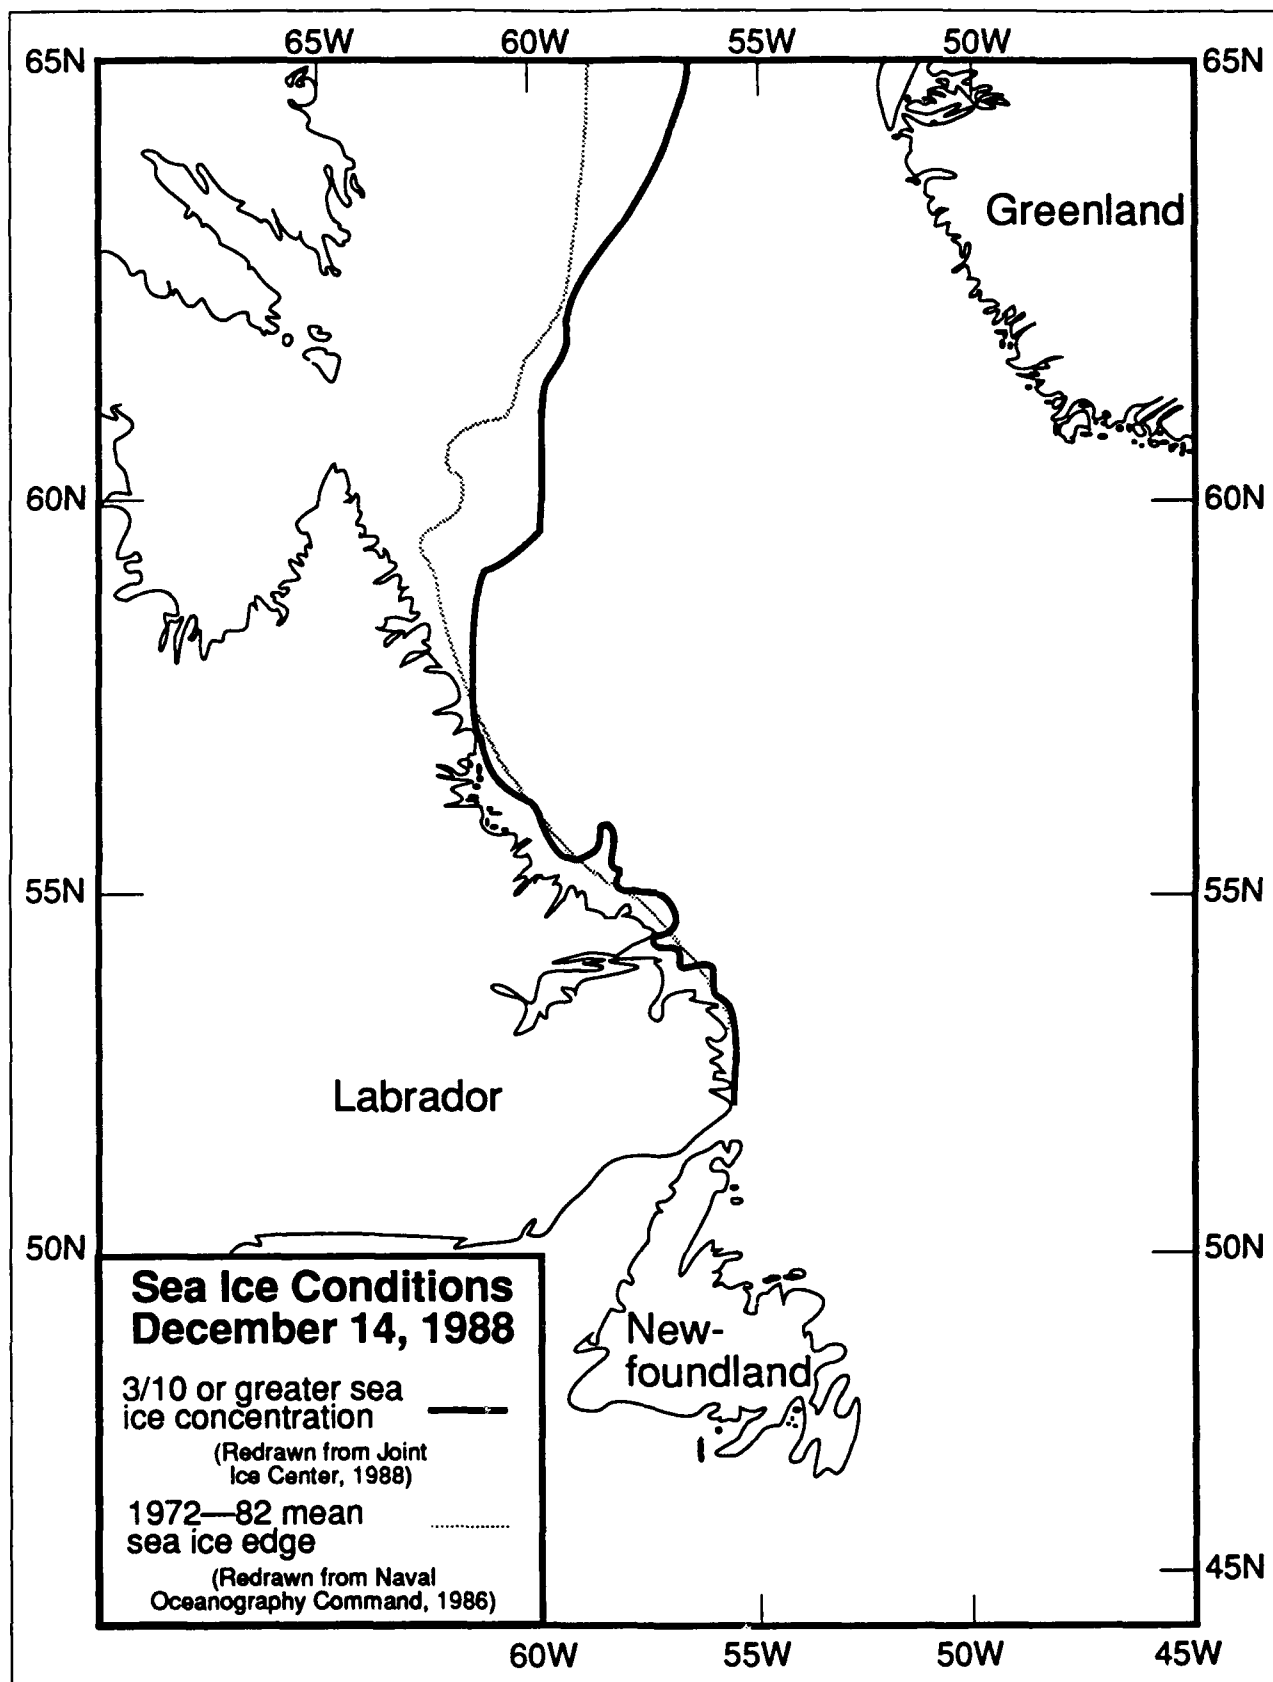 65W 60W 55W 50W
65N 65N
Greenland
60N 60N
55N 55N
Labrador
50N 50N
Sea Ice Conditions
December 14, 1988
New-
foundland
3/10 or greater sea
ice concentration
(Redrawn from Joint
Ice Center, 1988)
1972—82 mean
sea ice edge
(Redrawn from Naval
Oceanography Command, 1986)
45N
60W 55W 50W 45W